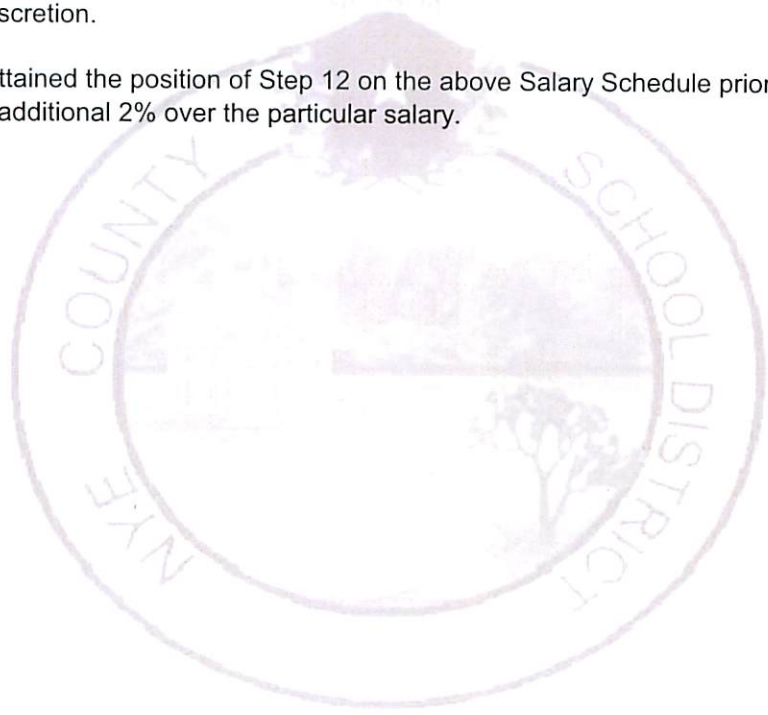 scretion.
ttained the position of Step 12 on the above Salary Schedule prior
additional 2% over the particular salary.
NYE COUNTY SCHOOL DISTRICT